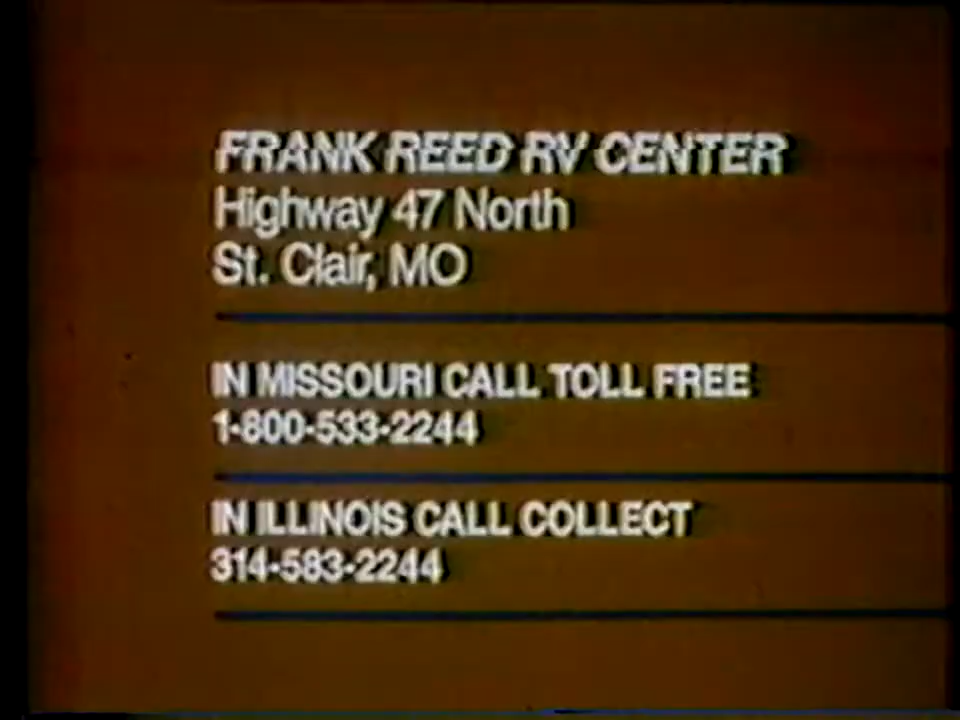 FRANK REED RV CENTER
Highway 47 North
St. Clair, MO
IN MISSOURI CALL TOLL FREE
1-800-533-2244
IN ILLINOIS CALL COLLECT
314-583-2244